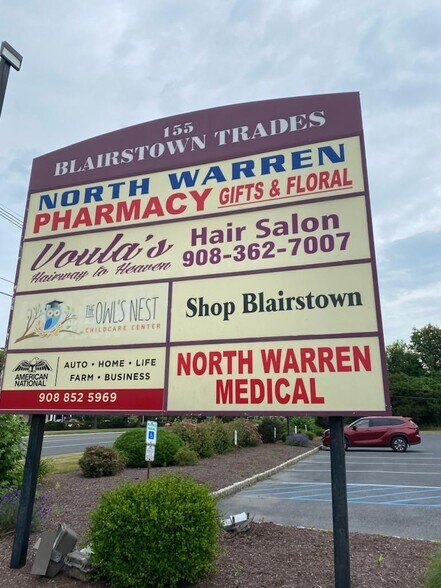 155
BLAIRSTOWN TRADES
NORTH WARREN
PHARMACY GIFTS & FLORAL
Voula's
Hairway to Heaven
Hair Salon
908-362-7007
THE OWL'S NEST
CHILDCARE CENTER
Shop Blairstown
AMERICAN
NATIONAL
AUTO • HOME • LIFE
FARM • BUSINESS
908 852 5969
NORTH WARREN
MEDICAL